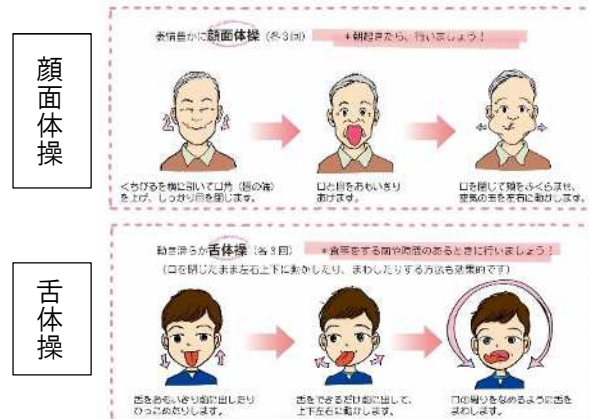 顔面体操
表情豊かに顔面体操（各3回） *朝起きたら、行いましょう！
くちびるを横に引いて口角（唇の端）
を上げ、しっかり目を閉じます。
口と目をおもいきり
あけます。
口を閉じて頬をふくらませ、
空気の玉を左右に動かします。
舌体操
動き滑らか舌体操（各3回） *食事をする前や時間のあるときに行いましょう！
（口を閉じたまま左右上下に動かしたり、まわしたりする方法も効果的です）
舌をおもいきり前に出したり
ひっこめたりします。
舌をできるだけ前に出して、
上下左右に動かします。
口の周りをなめるように舌を
まわします。